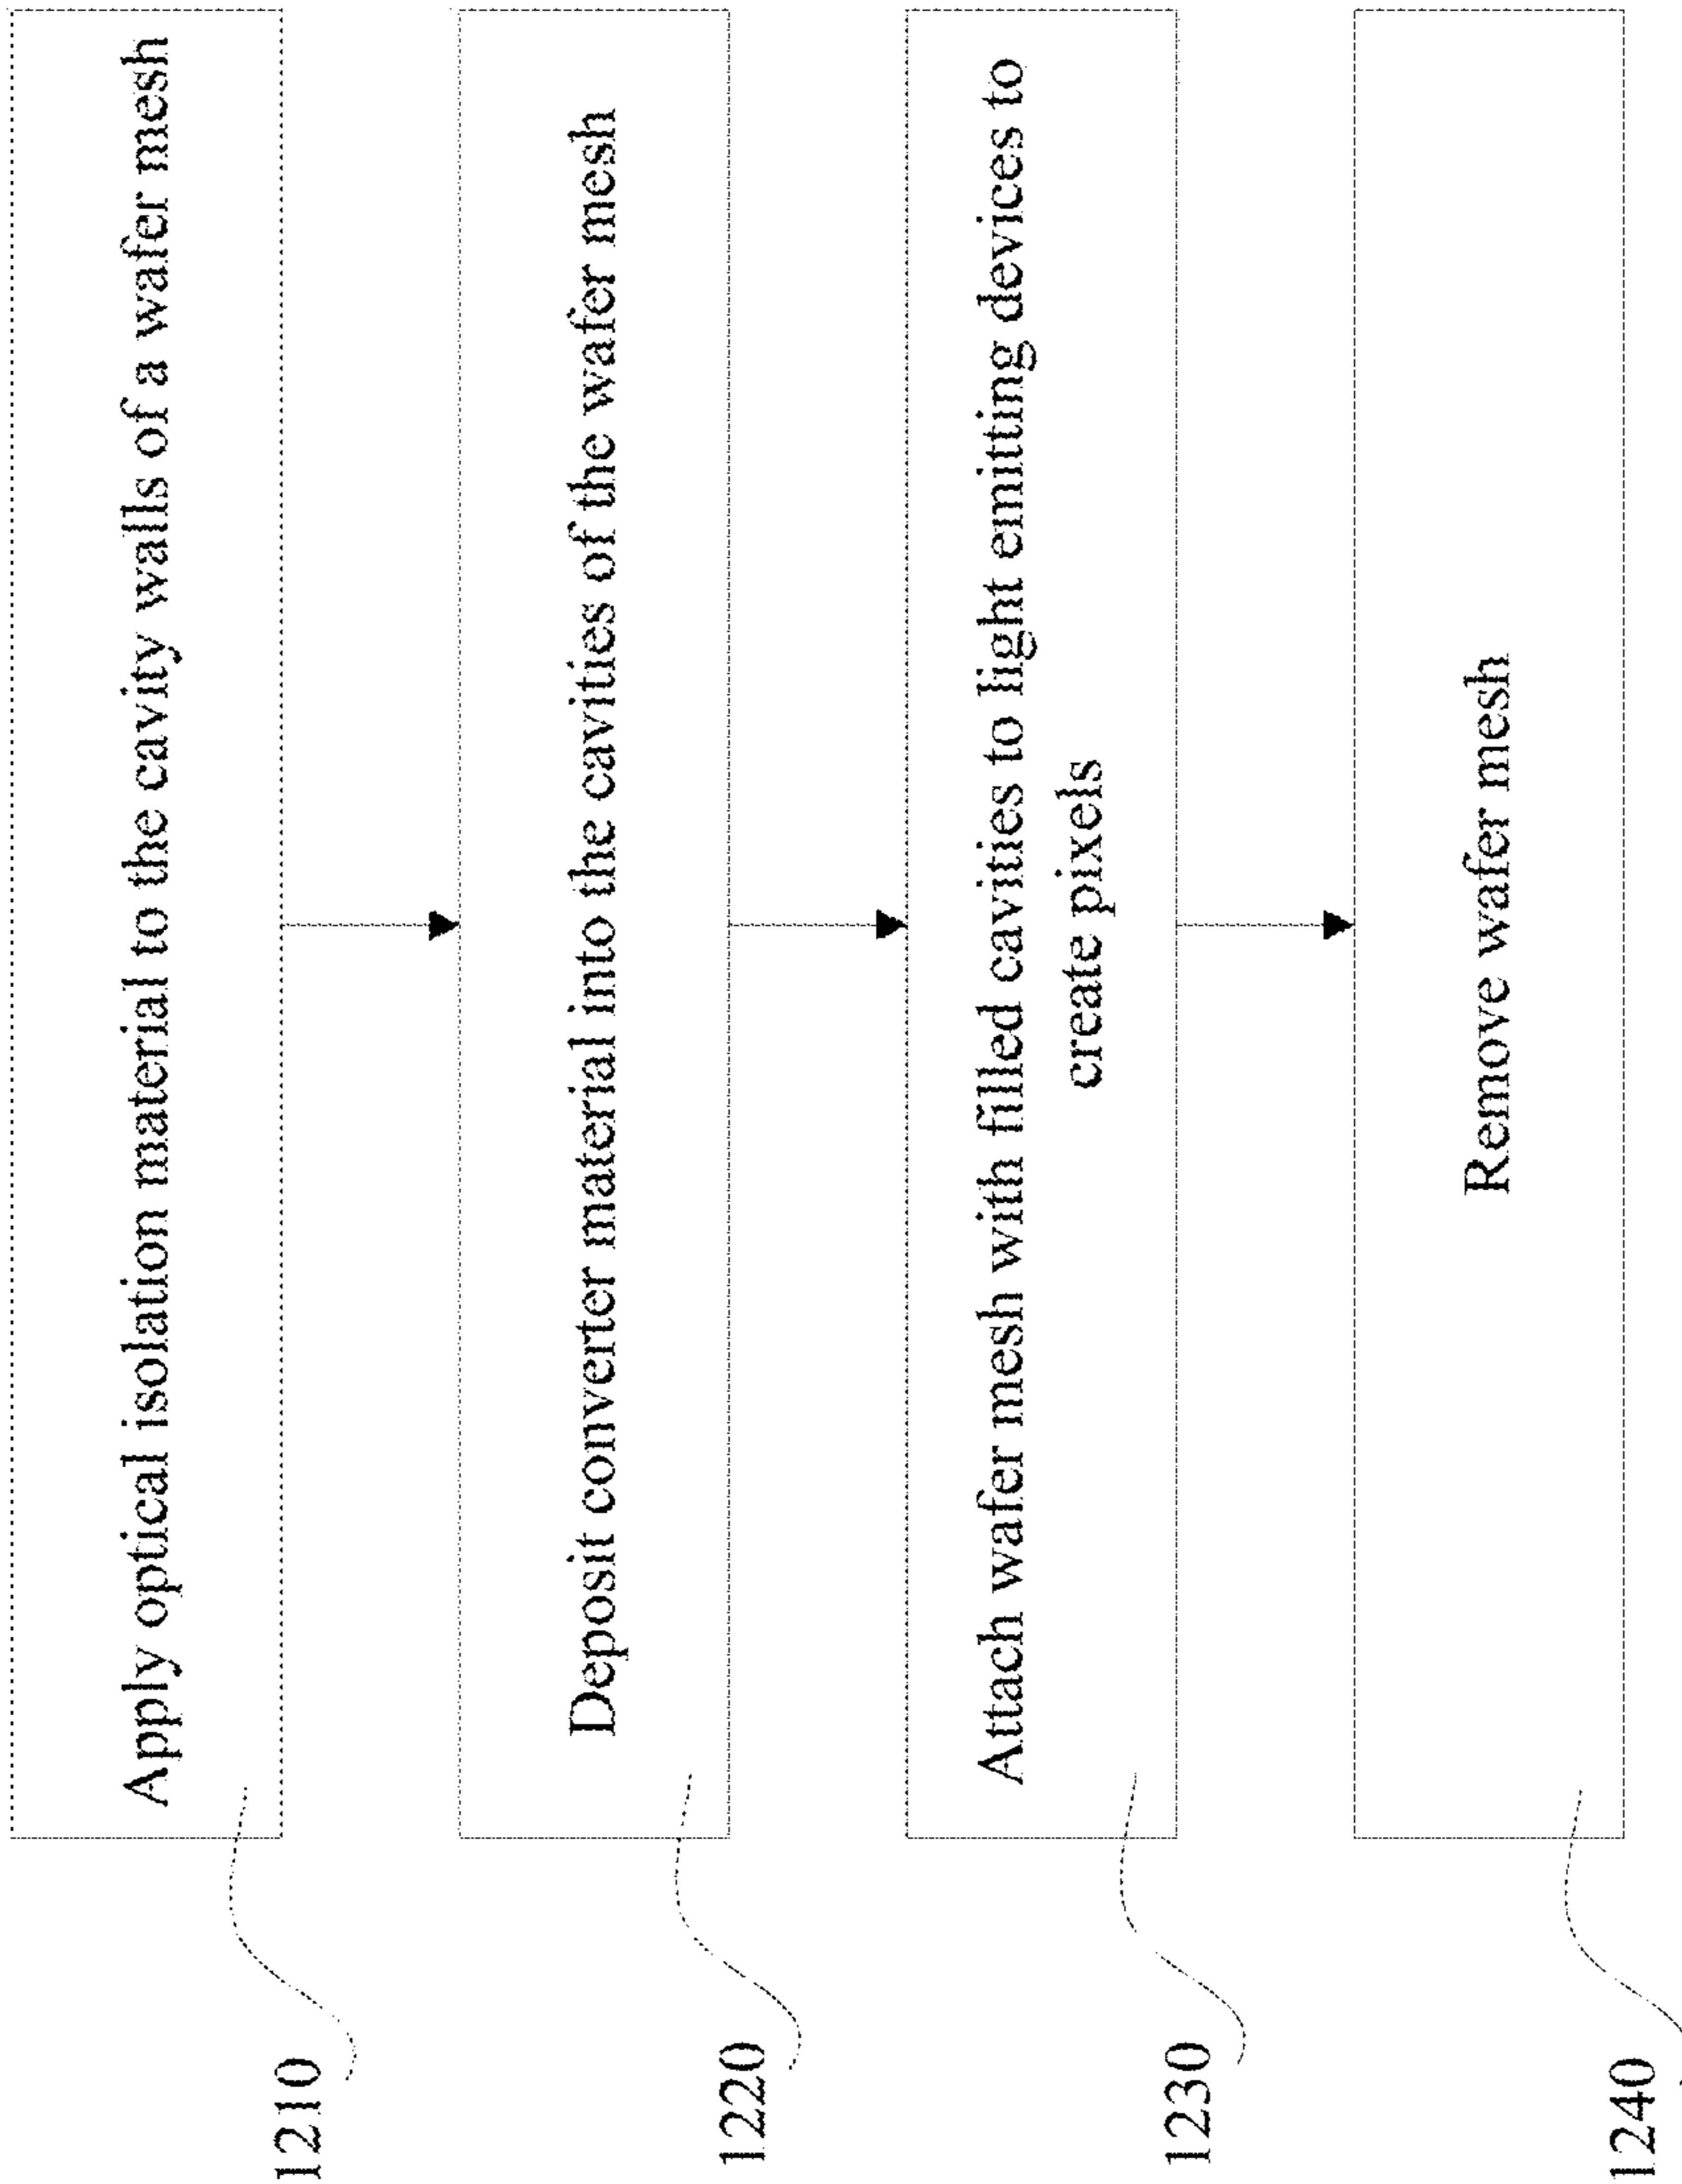 1210
Apply optical isolation material to the cavity walls of a wafer mesh
1220
Deposit converter material into the cavities of the wafer mesh
1230
Attach wafer mesh with filled cavities to light emitting devices to
create pixels
1240
Remove wafer mesh